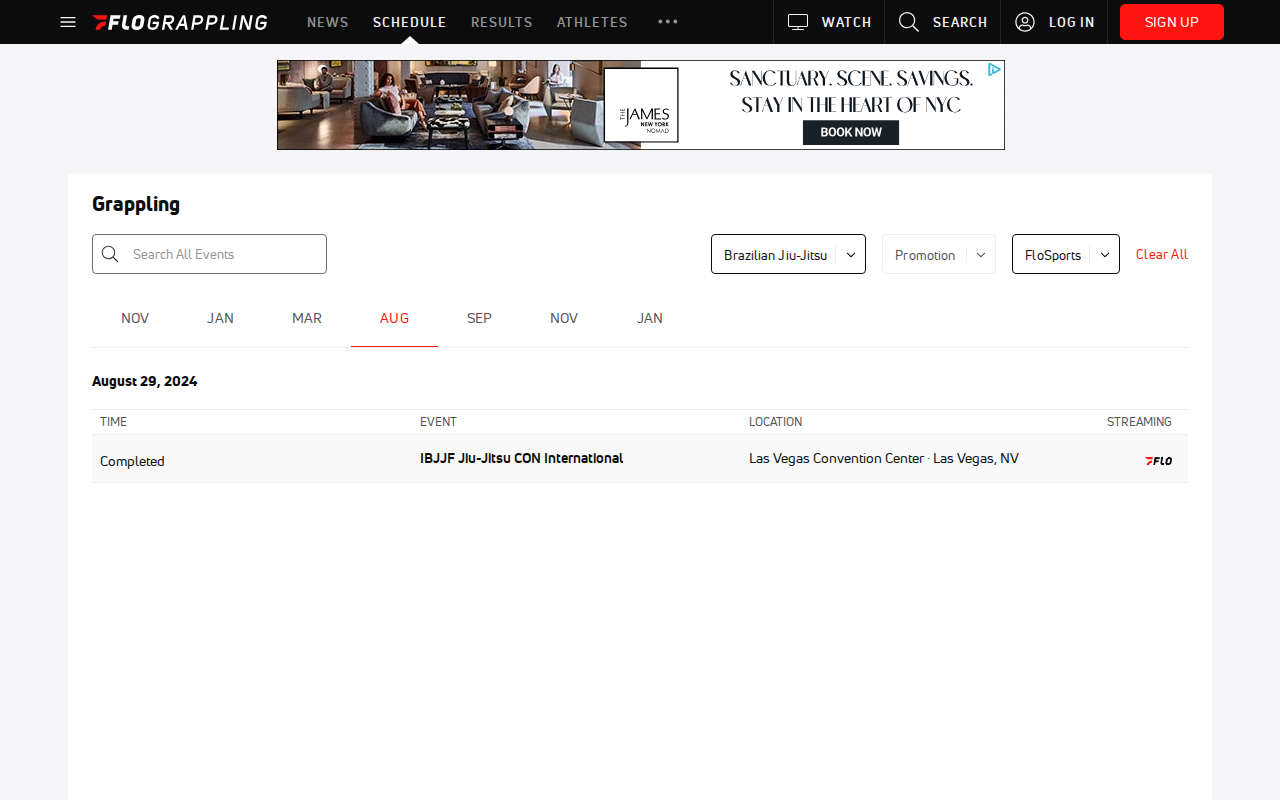 FLOGRAPPLING
NEWS
SCHEDULE
RESULTS
ATHLETES
WATCH
SEARCH
LOG IN
SIGN UP
THE JAMES
NEW YORK
NOMAD
SANCTUARY. SCENE. SAVINGS.
STAY IN THE HEART OF NYC
BOOK NOW
Grappling
Search All Events
Brazilian Jiu-Jitsu
Promotion
FloSports
Clear All
NOV
JAN
MAR
AUG
SEP
NOV
JAN
August 29, 2024
TIME
EVENT
LOCATION
STREAMING
Completed
IBJJF Jiu-Jitsu CON International
Las Vegas Convention Center · Las Vegas, NV
FLO